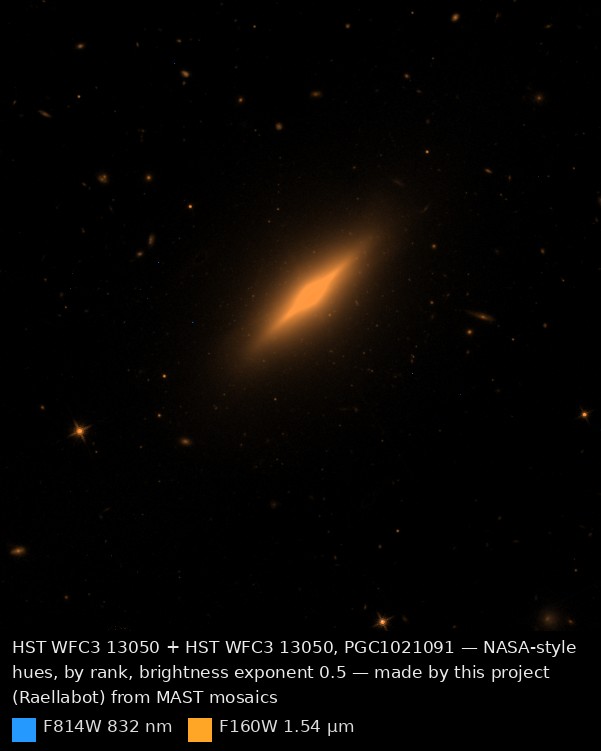 HST WFC3 13050 + HST WFC3 13050, PGC1021091 — NASA-style
hues, by rank, brightness exponent 0.5 — made by this project
(Raellabot) from MAST mosaics
F814W 832 nm F160W 1.54 µm